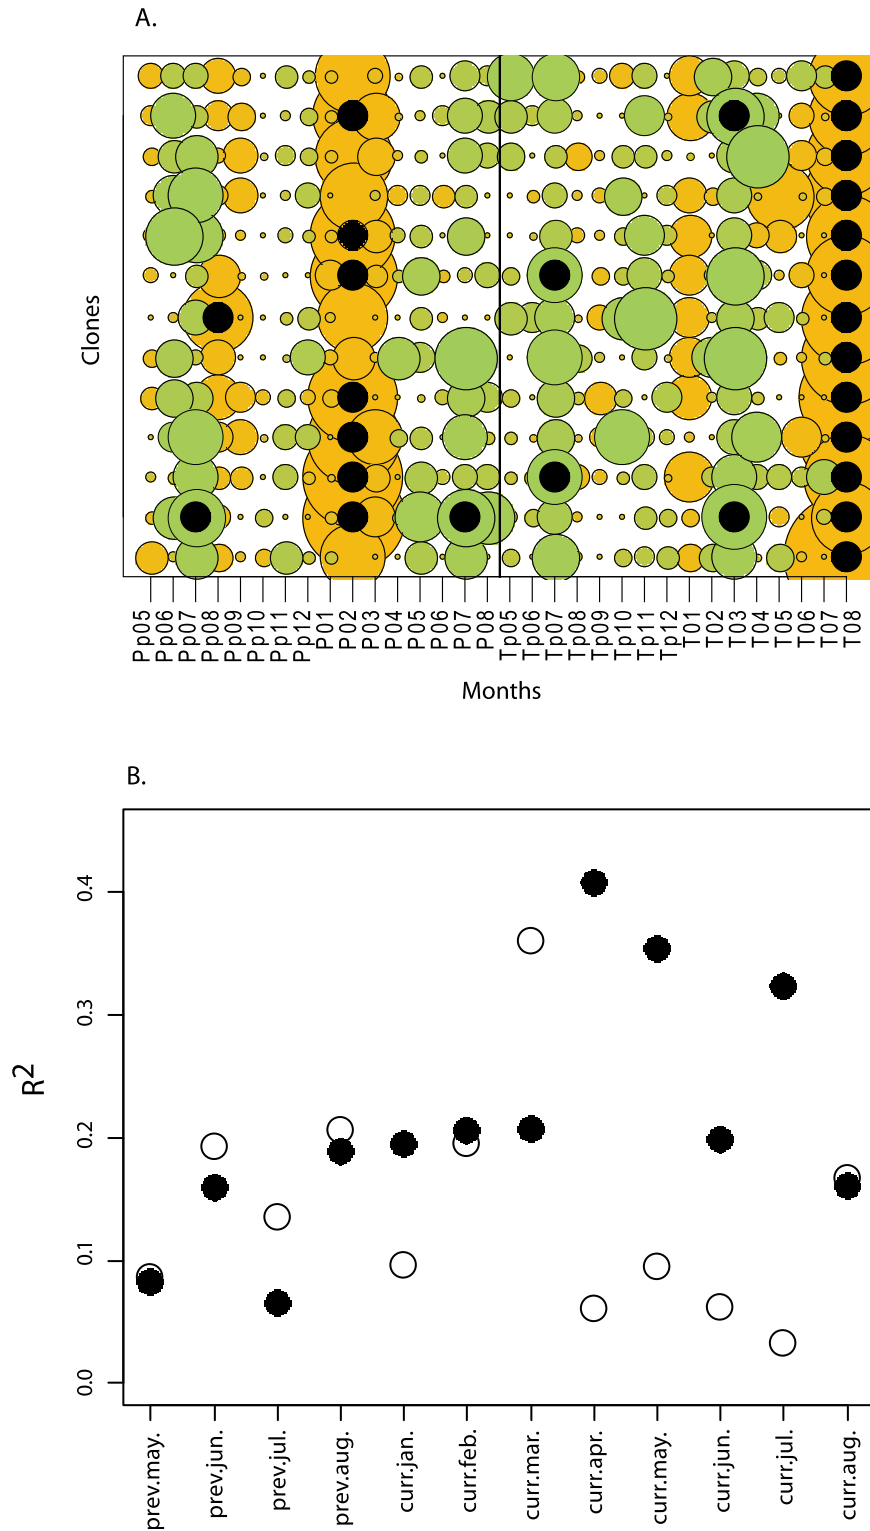 A.
Clones
Pp05
Pp06
Pp07
Pp08
Pp09
Pp10
Pp11
Pp12
P01
P02
P03
P04
P05
P06
P07
P08
Tp05
Tp06
Tp07
Tp08
Tp09
Tp10
Tp11
Tp12
T01
T02
T03
T04
T05
T06
T07
T08
Months
B.
R2
0.4
0.3
0.2
0.1
0.0
prev.may.
prev.jun.
prev.jul.
prev.aug.
curr.jan.
curr.feb.
curr.mar.
curr.apr.
curr.may.
curr.jun.
curr.jul.
curr.aug.